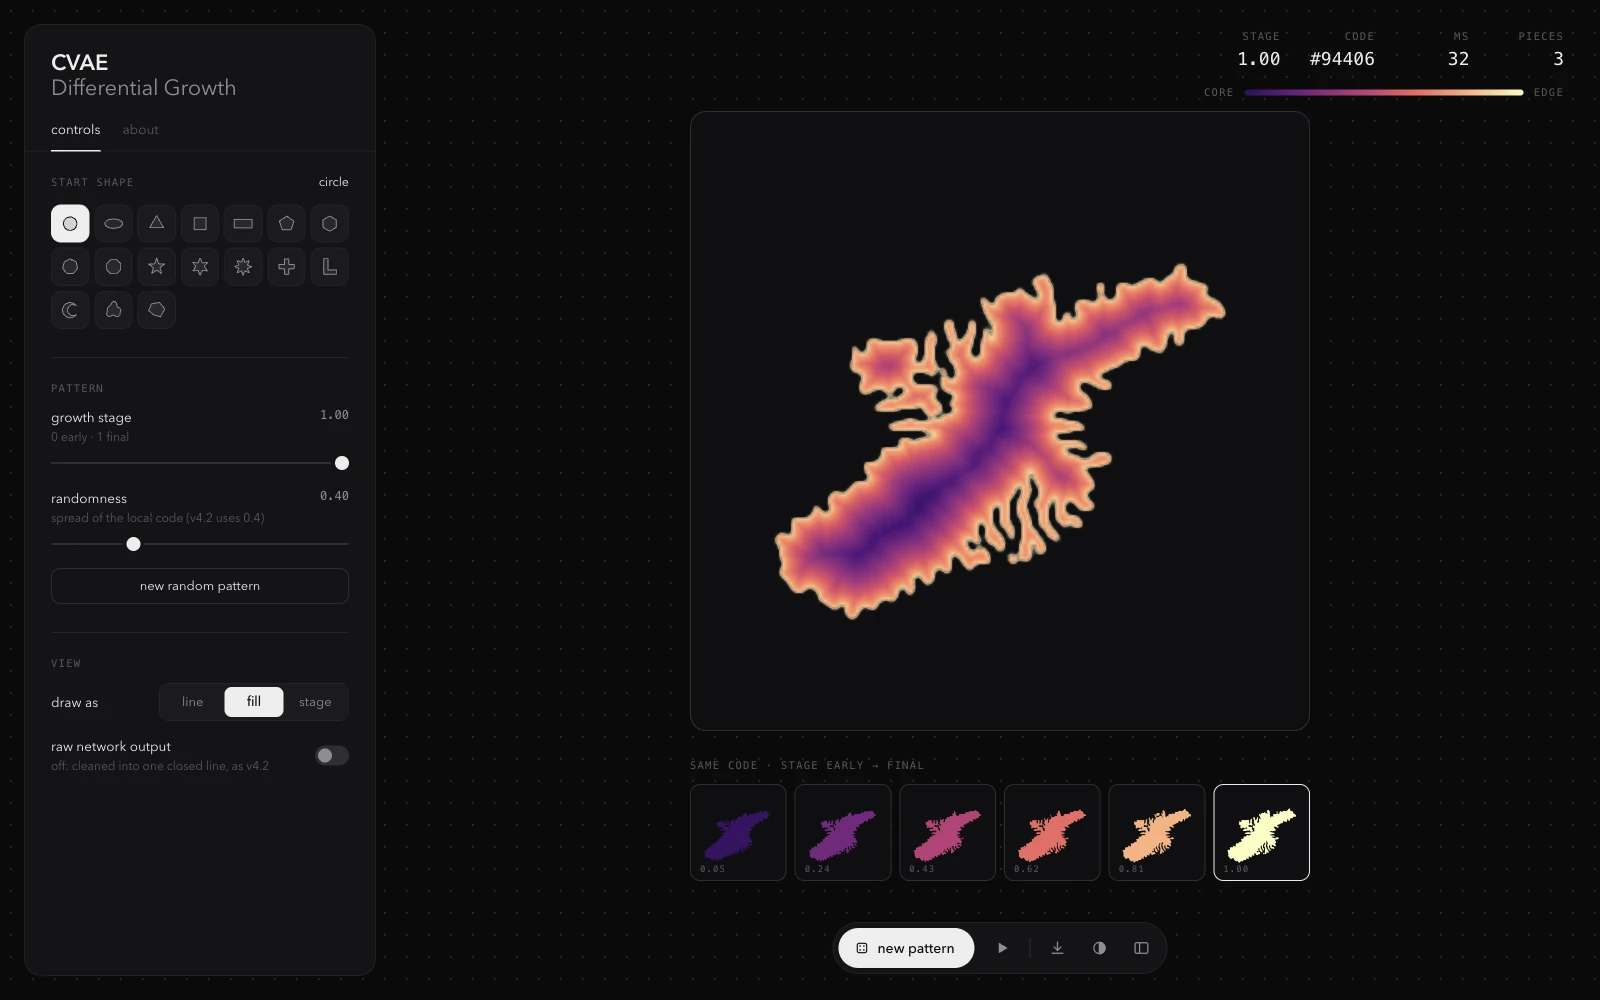 CVAE
Differential Growth
controls about
START SHAPE circle
PATTERN
growth stage 1.00
0 early · 1 final
randomness 0.40
spread of the local code (v4.2 uses 0.4)
new random pattern
VIEW
draw as line fill stage
raw network output
off: cleaned into one closed line, as v4.2
STAGE CODE MS PIECES
1.00 #94406 32 3
CORE EDGE
SAME CODE · STAGE EARLY → FINAL
0.05 0.24 0.43 0.62 0.81 1.00
new pattern